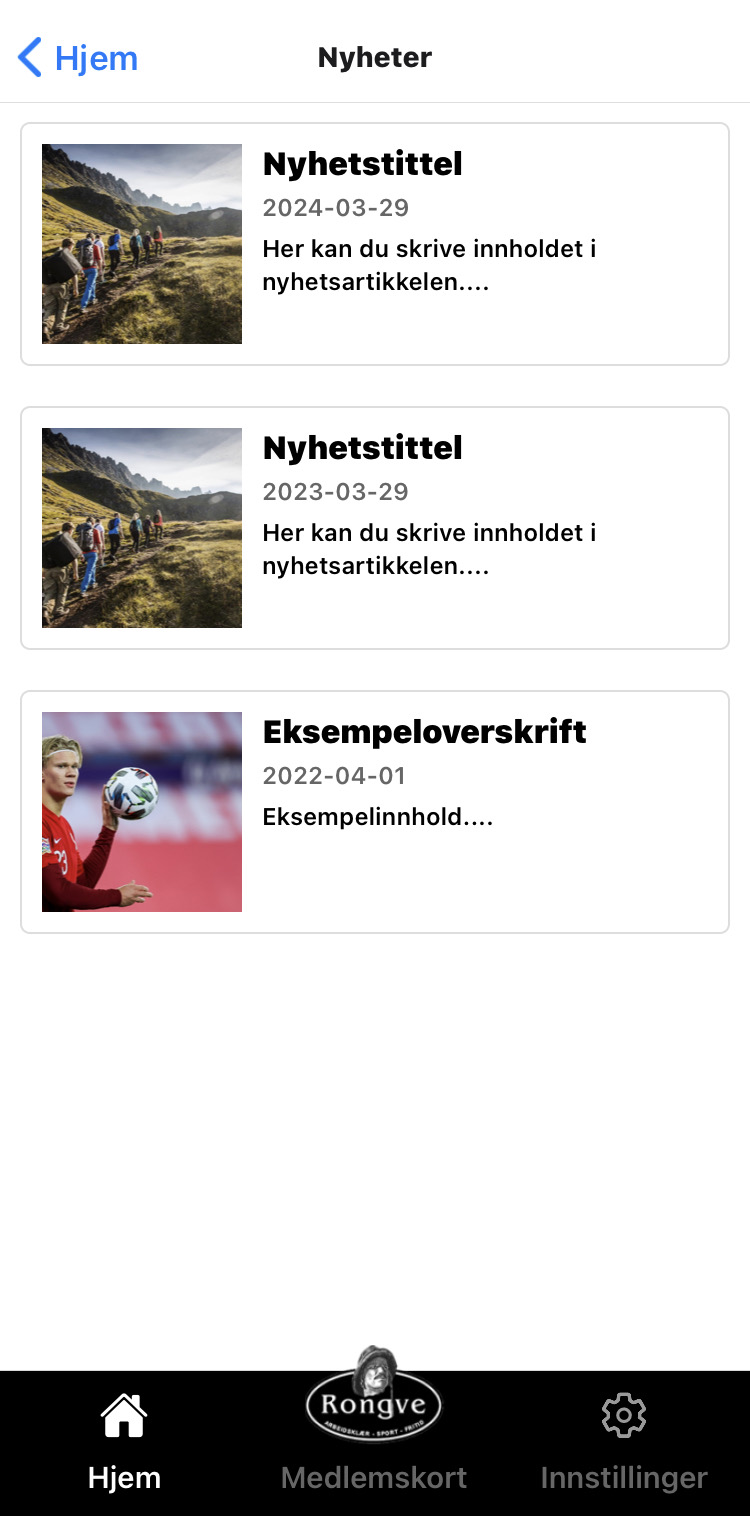 Hjem
Nyheter
Nyhetstittel
2024-03-29
Her kan du skrive innholdet i
nyhetsartikkelen....
Nyhetstittel
2023-03-29
Her kan du skrive innholdet i
nyhetsartikkelen....
23
Eksempeloverskrift
2022-04-01
Eksempelinnhold....
Rongve
ARBEIDSKLÆR - SPORT - FRITID
Hjem
Medlemskort
Innstillinger